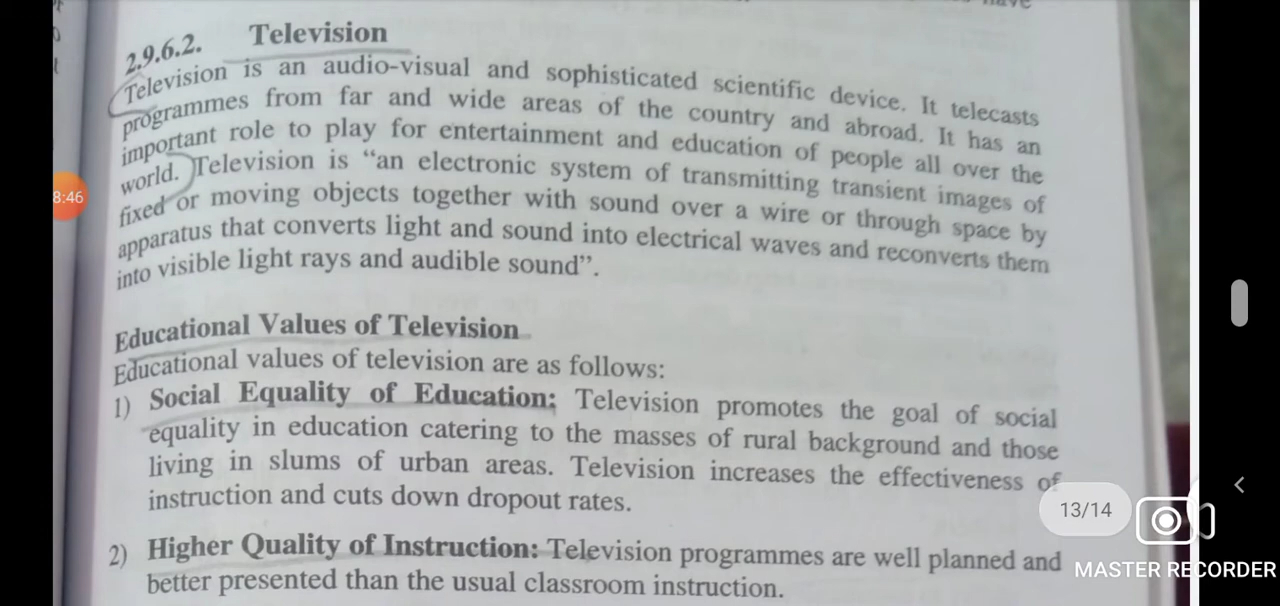 2.9.6.2. Television
Television is an audio-visual and sophisticated scientific device. It telecasts
programmes from far and wide areas of the country and abroad. It has an
important role to play for entertainment and education of people all over the
world. Television is “an electronic system of transmitting transient images of
fixed or moving objects together with sound over a wire or through space by
apparatus that converts light and sound into electrical waves and reconverts them
into visible light rays and audible sound”.
8:46
Educational Values of Television
Educational values of television are as follows:
1) Social Equality of Education: Television promotes the goal of social
equality in education catering to the masses of rural background and those
living in slums of urban areas. Television increases the effectiveness of
instruction and cuts down dropout rates.
13/14
2) Higher Quality of Instruction: Television programmes are well planned and
better presented than the usual classroom instruction.
MASTER RECORDER